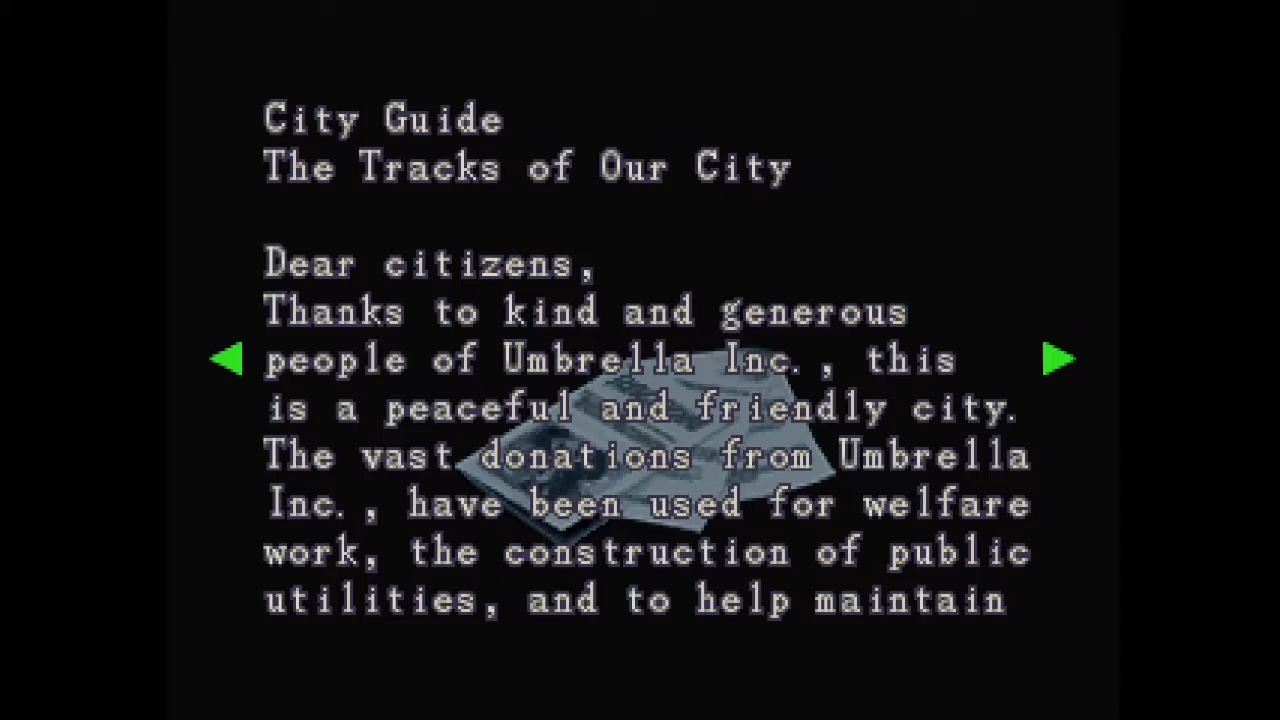 City Guide
The Tracks of Our City
Dear citizens,
Thanks to kind and generous
people of Umbrella Inc., this
is a peaceful and friendly city.
The vast donations from Umbrella
Inc., have been used for welfare
work, the construction of public
utilities, and to help maintain